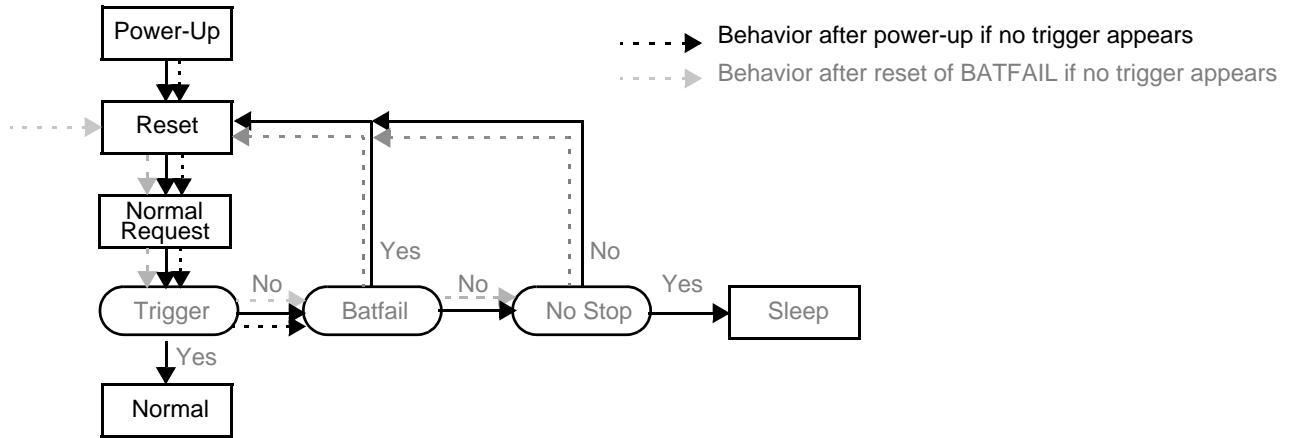 Power-Up
Behavior after power-up if no trigger appears
Behavior after reset of BATFAIL if no trigger appears
Reset
Normal
Request
Yes
No
No
No
Yes
Trigger
Batfail
No Stop
Sleep
Yes
Normal